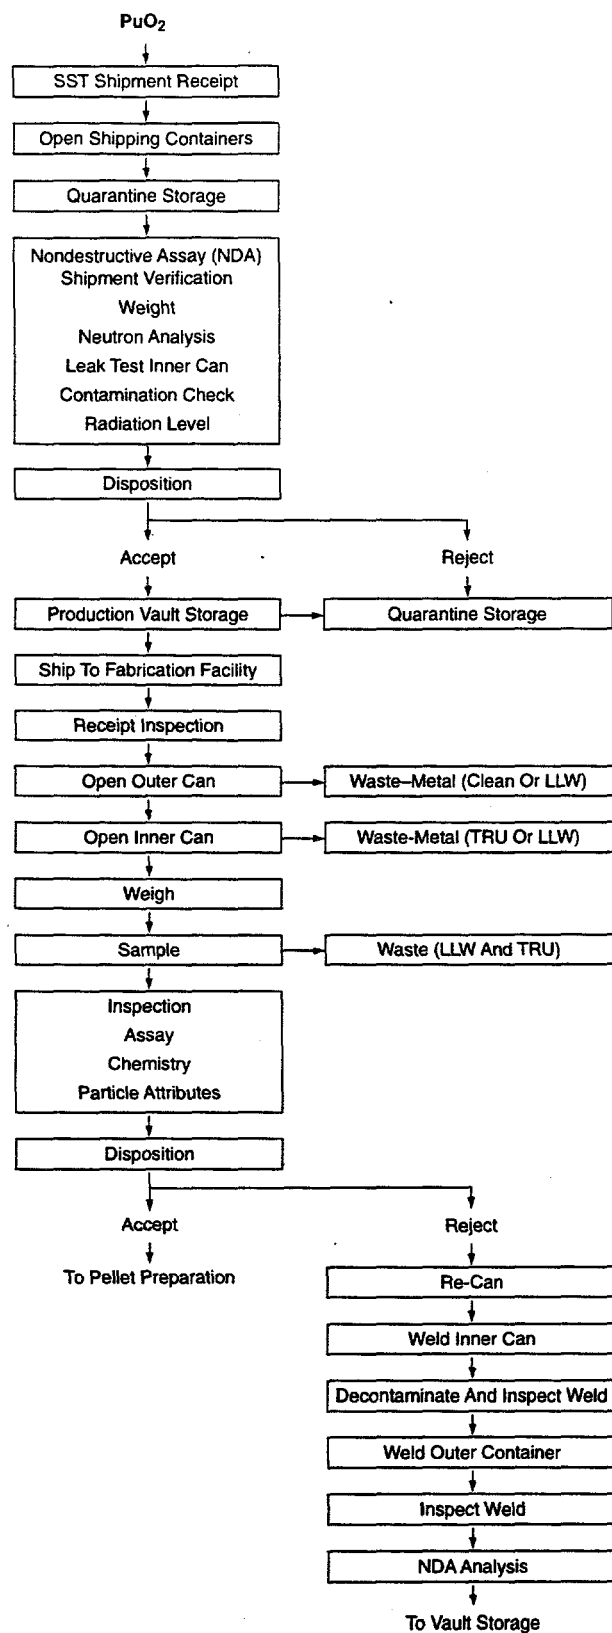 PuO2
SST Shipment Receipt
Open Shipping Containers
Quarantine Storage
Nondestructive Assay (NDA)
Shipment Verification
Weight
Neutron Analysis
Leak Test Inner Can
Contamination Check
Radiation Level
Disposition
Accept
Reject
Production Vault Storage
Quarantine Storage
Ship To Fabrication Facility
Receipt Inspection
Open Outer Can
Waste–Metal (Clean Or LLW)
Open Inner Can
Waste-Metal (TRU Or LLW)
Weigh
Sample
Waste (LLW And TRU)
Inspection
Assay
Chemistry
Particle Attributes
Disposition
Accept
Reject
To Pellet Preparation
Re-Can
Weld Inner Can
Decontaminate And Inspect Weld
Weld Outer Container
Inspect Weld
NDA Analysis
To Vault Storage